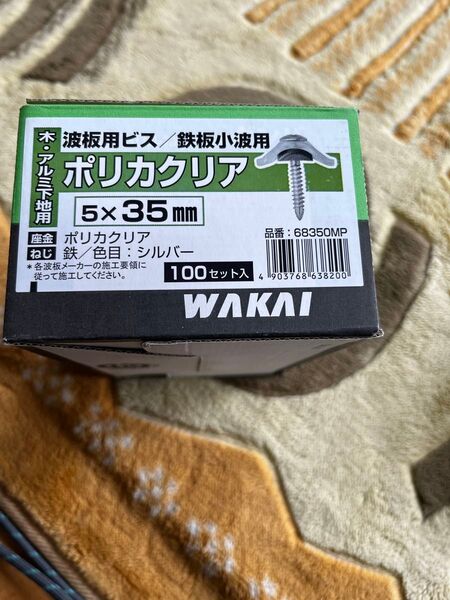 木・アルミ下地用
波板用ビス／鉄板小波用
ポリカクリア
5×35mm
座金 ポリカクリア
ねじ 鉄／色目：シルバー
＊各波板メーカーの施工要領に
従って施工してください。
100セット入
品番：68350MP
4 903768 638200
WAKAI